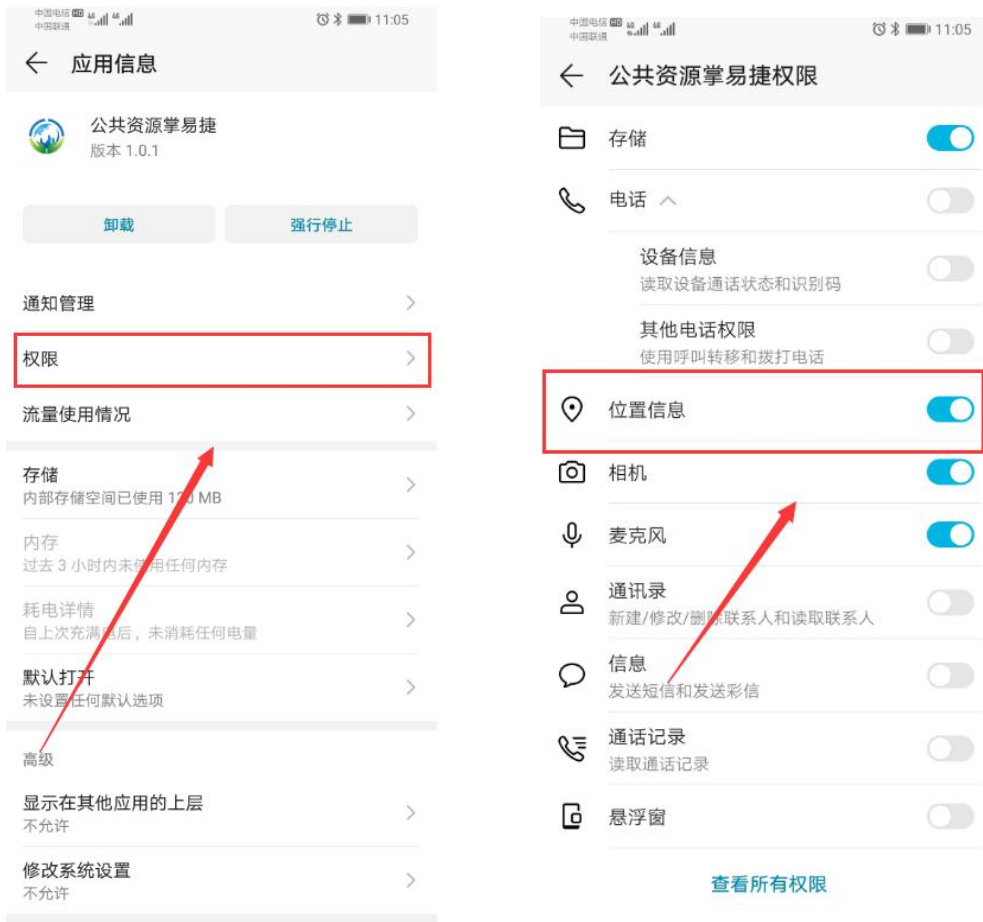 中国电信 HD 4G 4G
中国联通
11:05
应用信息
公共资源掌易捷
版本 1.0.1
卸载
强行停止
通知管理
权限
流量使用情况
存储
内部存储空间已使用 120 MB
内存
过去 3 小时内未使用任何内存
耗电详情
自上次充满电后，未消耗任何电量
默认打开
未设置任何默认选项
高级
显示在其他应用的上层
不允许
修改系统设置
不允许
中国电信 HD 4G 4G
中国联通
11:05
公共资源掌易捷权限
存储
电话
设备信息
读取设备通话状态和识别码
其他电话权限
使用呼叫转移和拨打电话
位置信息
相机
麦克风
通讯录
新建/修改/删除联系人和读取联系人
信息
发送短信和发送彩信
通话记录
读取通话记录
悬浮窗
查看所有权限